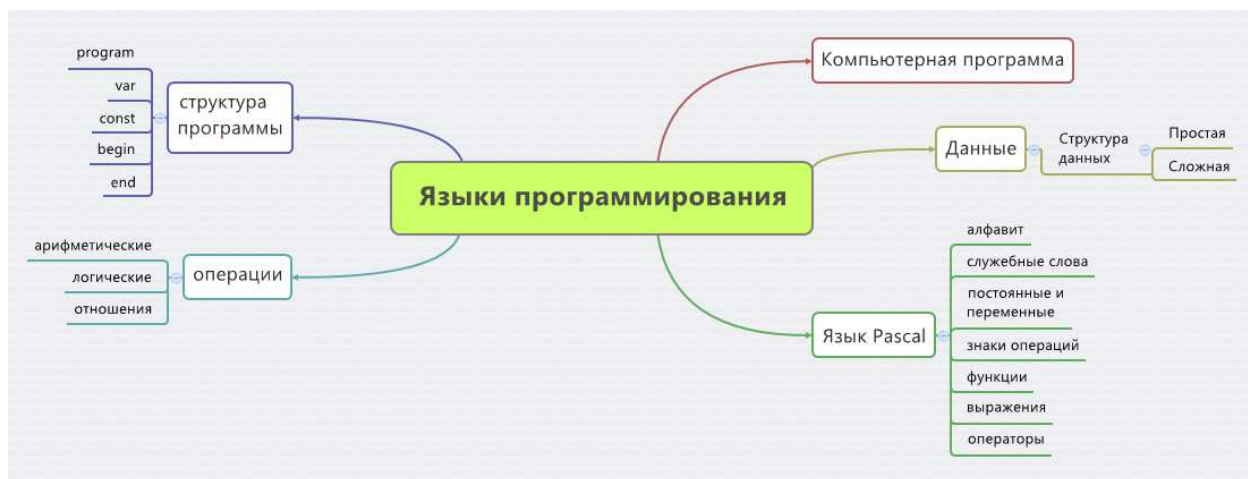 Языки программирования
Компьютерная программа
Данные
Структура
данных
Простая
Сложная
Язык Pascal
алфавит
служебные слова
постоянные и
переменные
знаки операций
функции
выражения
операторы
структура
программы
program
var
const
begin
end
операции
арифметические
логические
отношения